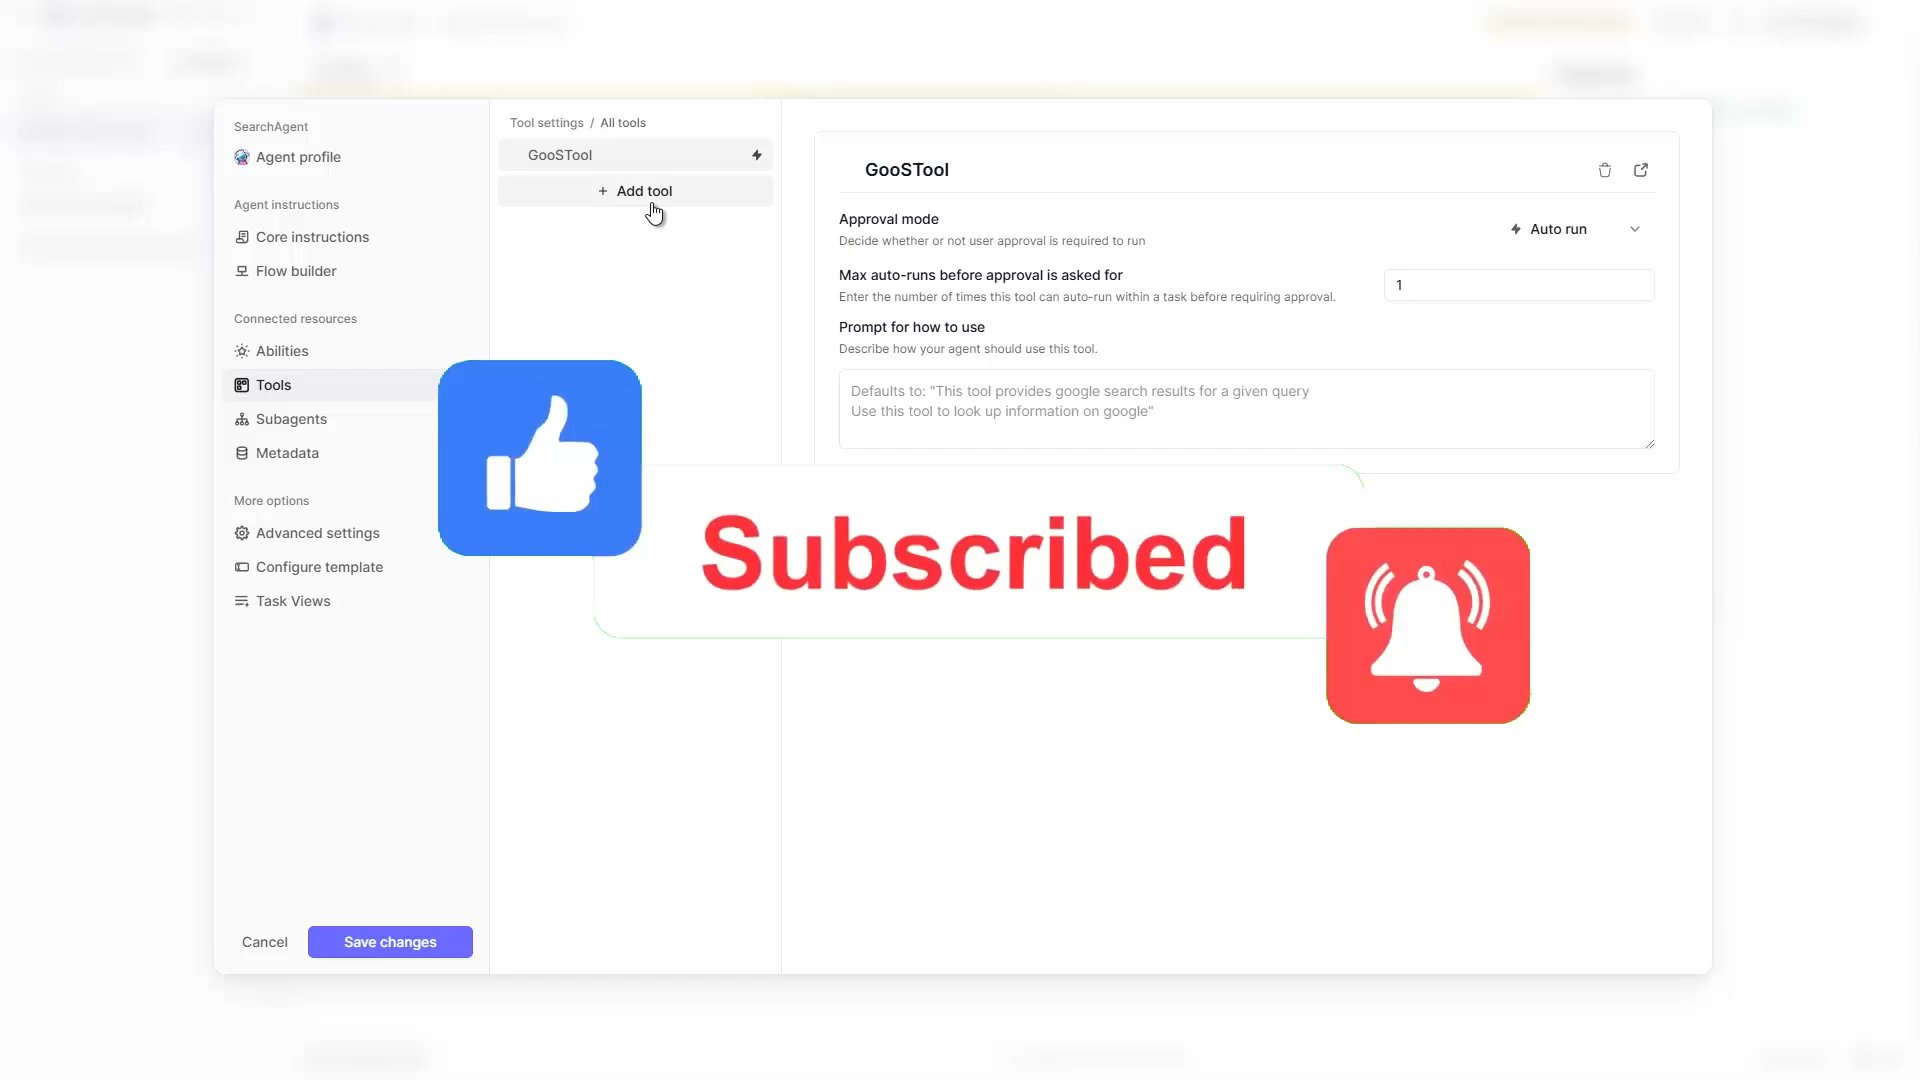 SearchAgent
Agent profile
Agent instructions
Core instructions
Flow builder
Connected resources
Abilities
Tools
Subagents
Metadata
More options
Advanced settings
Configure template
Task Views
Cancel
Save changes
Tool settings / All tools
GooSTool
+ Add tool
GooSTool
Approval mode
Decide whether or not user approval is required to run
Auto run
Max auto-runs before approval is asked for
Enter the number of times this tool can auto-run within a task before requiring approval.
1
Prompt for how to use
Describe how your agent should use this tool.
Defaults to: "This tool provides google search results for a given query
Use this tool to look up information on google"
Subscribed